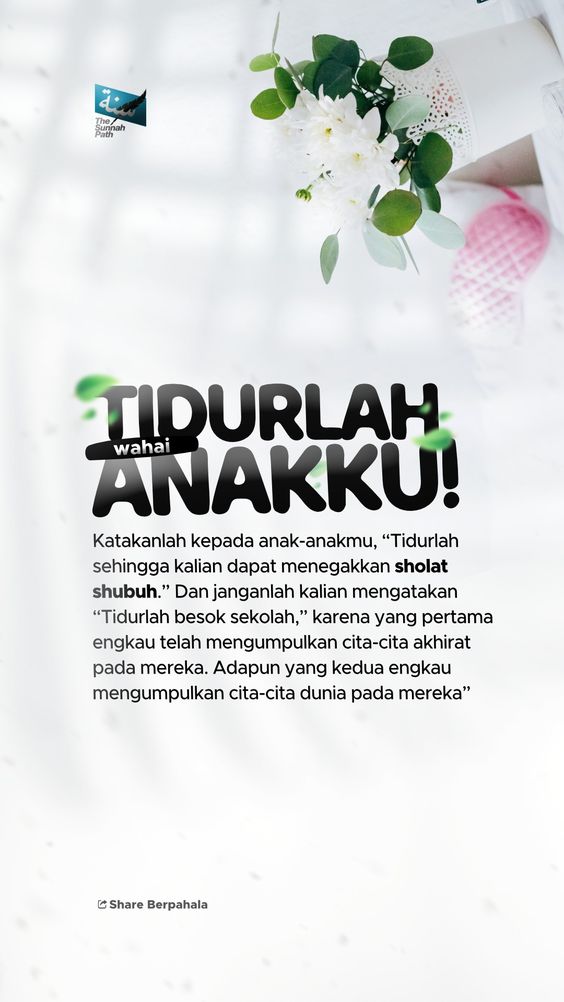 سنة
The
Sunnah
Path
TIDURLAH
wahai
ANAKKU!
Katakanlah kepada anak-anakmu, “Tidurlah
sehingga kalian dapat menegakkan sholat
shubuh.” Dan janganlah kalian mengatakan
“Tidurlah besok sekolah,” karena yang pertama
engkau telah mengumpulkan cita-cita akhirat
pada mereka. Adapun yang kedua engkau
mengumpulkan cita-cita dunia pada mereka”
Share Berpahala